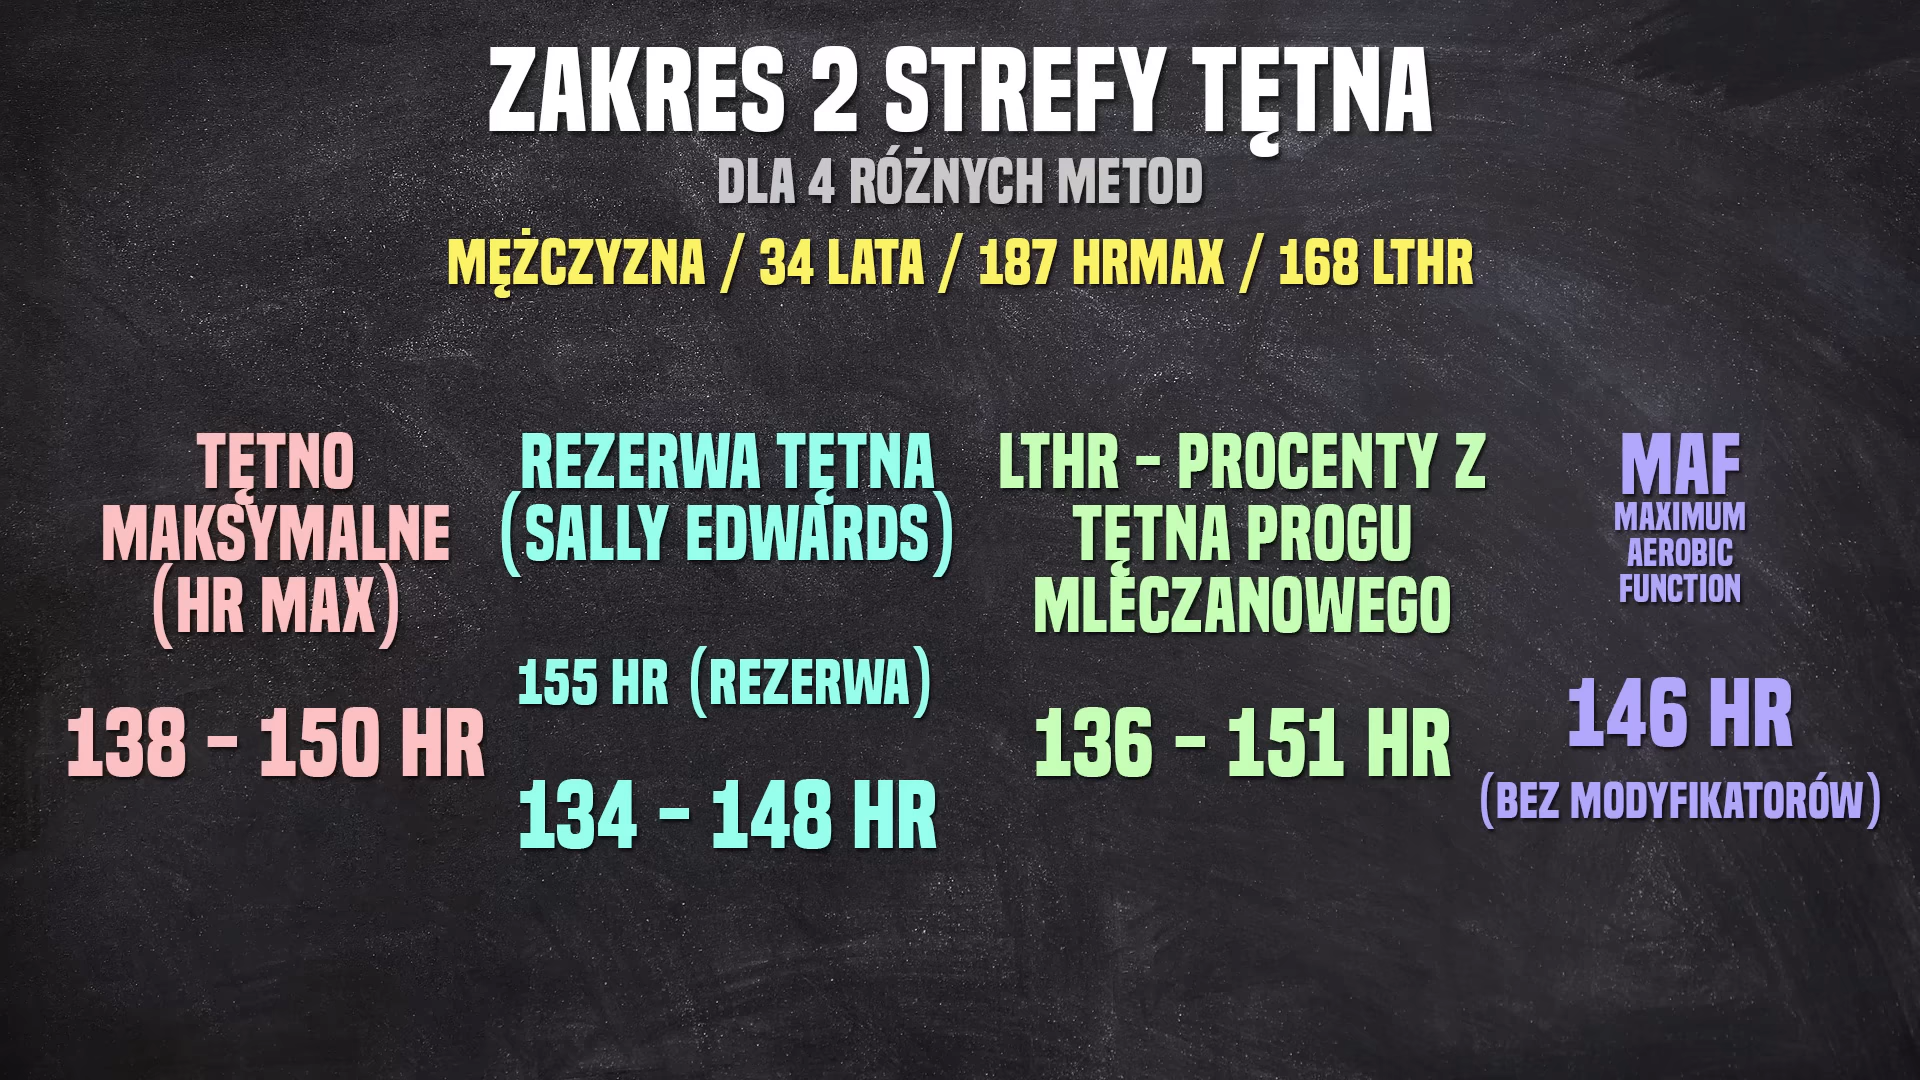 ZAKRES 2 STREFY TĘTNA
DLA 4 RÓŻNYCH METOD
MĘŻCZYZNA / 34 LATA / 187 HRMAX / 168 LTHR
TĘTNO
MAKSYMALNE
(HR MAX)
138 - 150 HR
REZERWA TĘTNA
(SALLY EDWARDS)
155 HR (REZERWA)
134 - 148 HR
LTHR - PROCENTY Z
TĘTNA PROGU
MLECZANOWEGO
136 - 151 HR
MAF
MAXIMUM
AEROBIC
FUNCTION
146 HR
(BEZ MODYFIKATORÓW)